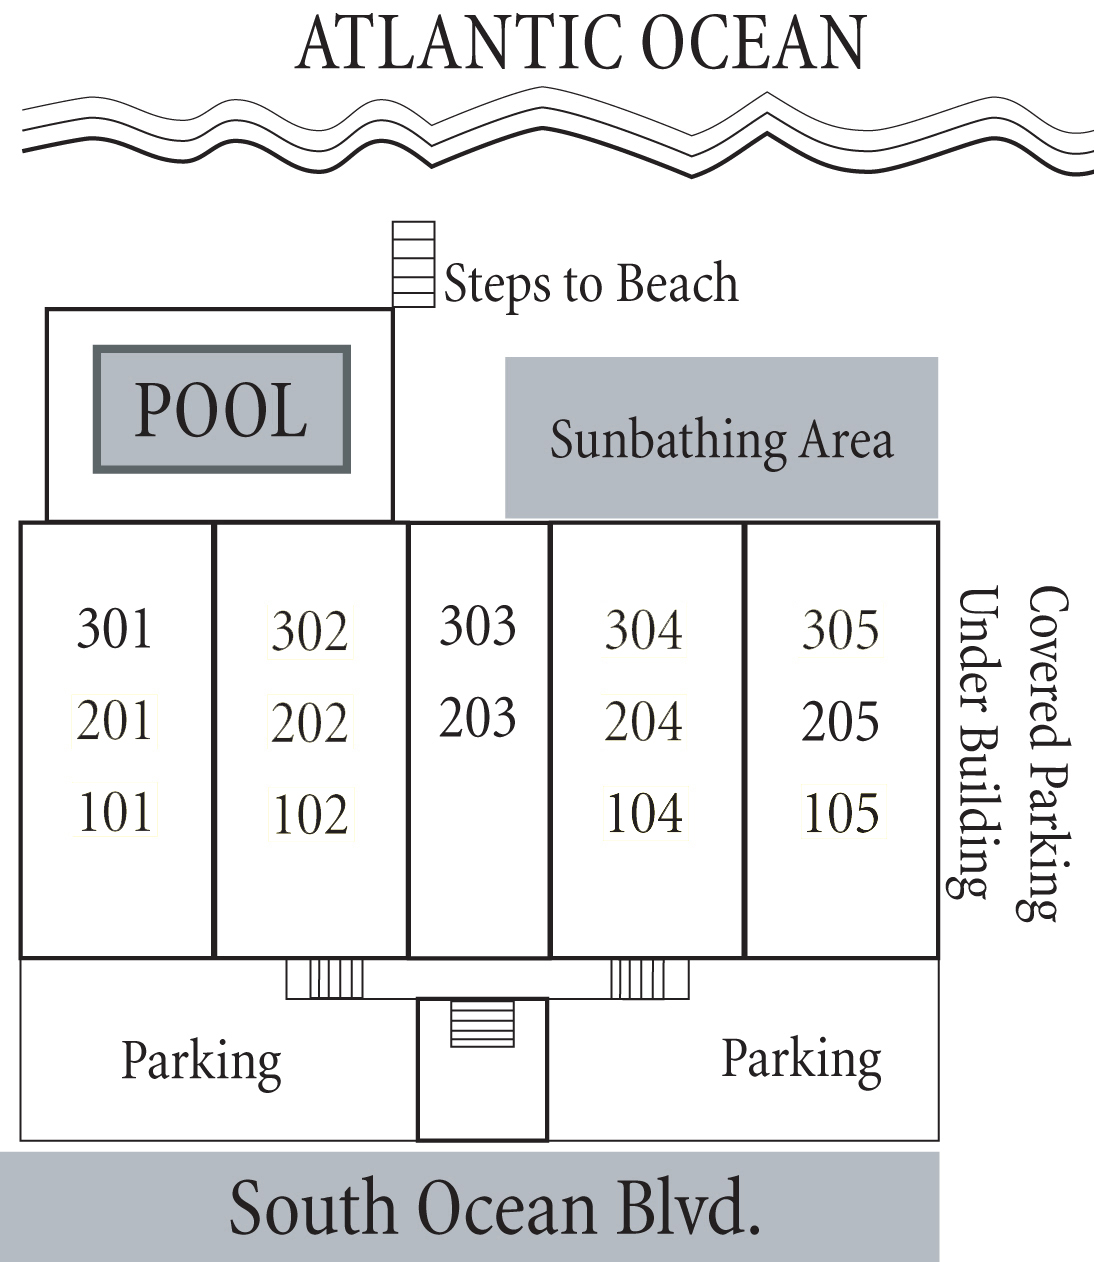 ATLANTIC OCEAN
Steps to Beach
POOL
Sunbathing Area
301 302 303 304 305
201 202 203 204 205
101 102 104 105
Covered Parking
Under Building
Parking
Parking
South Ocean Blvd.